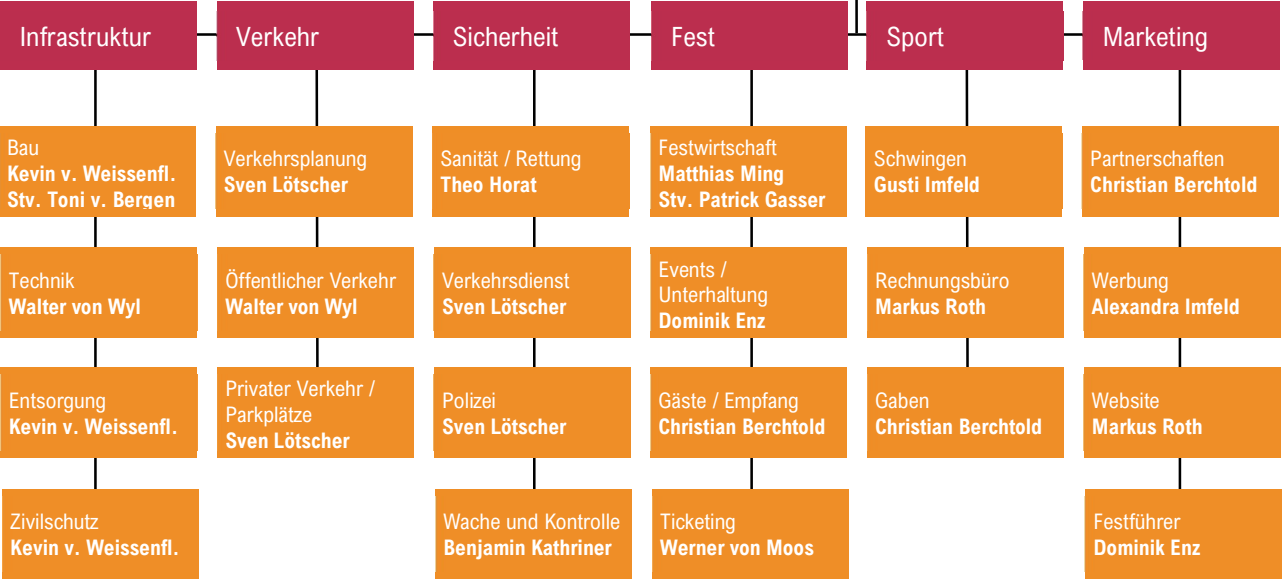 Infrastruktur
Verkehr
Sicherheit
Fest
Sport
Marketing
Bau
Kevin v. Weissenfl.
Stv. Toni v. Bergen
Verkehrsplanung
Sven Lötscher
Sanität / Rettung
Theo Horat
Festwirtschaft
Matthias Ming
Stv. Patrick Gasser
Schwingen
Gusti Imfeld
Partnerschaften
Christian Berchtold
Technik
Walter von Wyl
Öffentlicher Verkehr
Walter von Wyl
Verkehrsdienst
Sven Lötscher
Events /
Unterhaltung
Dominik Enz
Rechnungsbüro
Markus Roth
Werbung
Alexandra Imfeld
Entsorgung
Kevin v. Weissenfl.
Privater Verkehr /
Parkplätze
Sven Lötscher
Polizei
Sven Lötscher
Gäste / Empfang
Christian Berchtold
Gaben
Christian Berchtold
Website
Markus Roth
Zivilschutz
Kevin v. Weissenfl.
Wache und Kontrolle
Benjamin Kathriner
Ticketing
Werner von Moos
Festführer
Dominik Enz